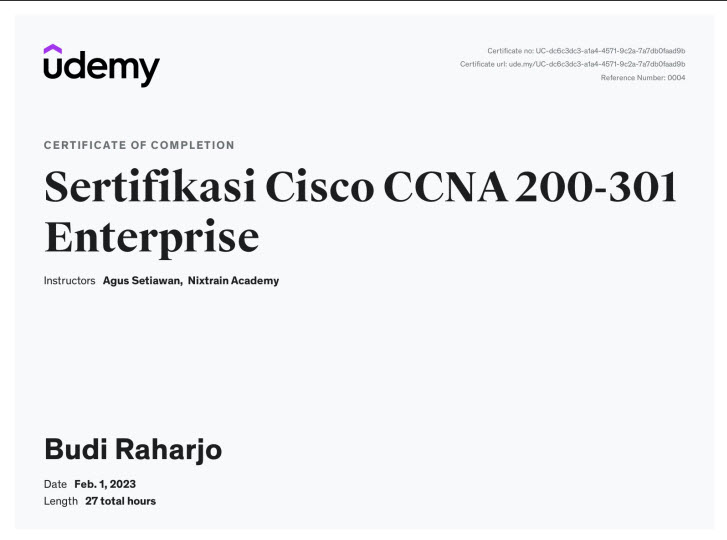 udemy
Certificate no: UC-dc6c3dc3-a1a4-4571-9c2a-7a7db0faad9b
Certificate url: ude.my/UC-dc6c3dc3-a1a4-4571-9c2a-7a7db0faad9b
Reference Number: 0004
CERTIFICATE OF COMPLETION
Sertifikasi Cisco CCNA 200-301
Enterprise
Instructors Agus Setiawan, Nixtrain Academy
Budi Raharjo
Date Feb. 1, 2023
Length 27 total hours